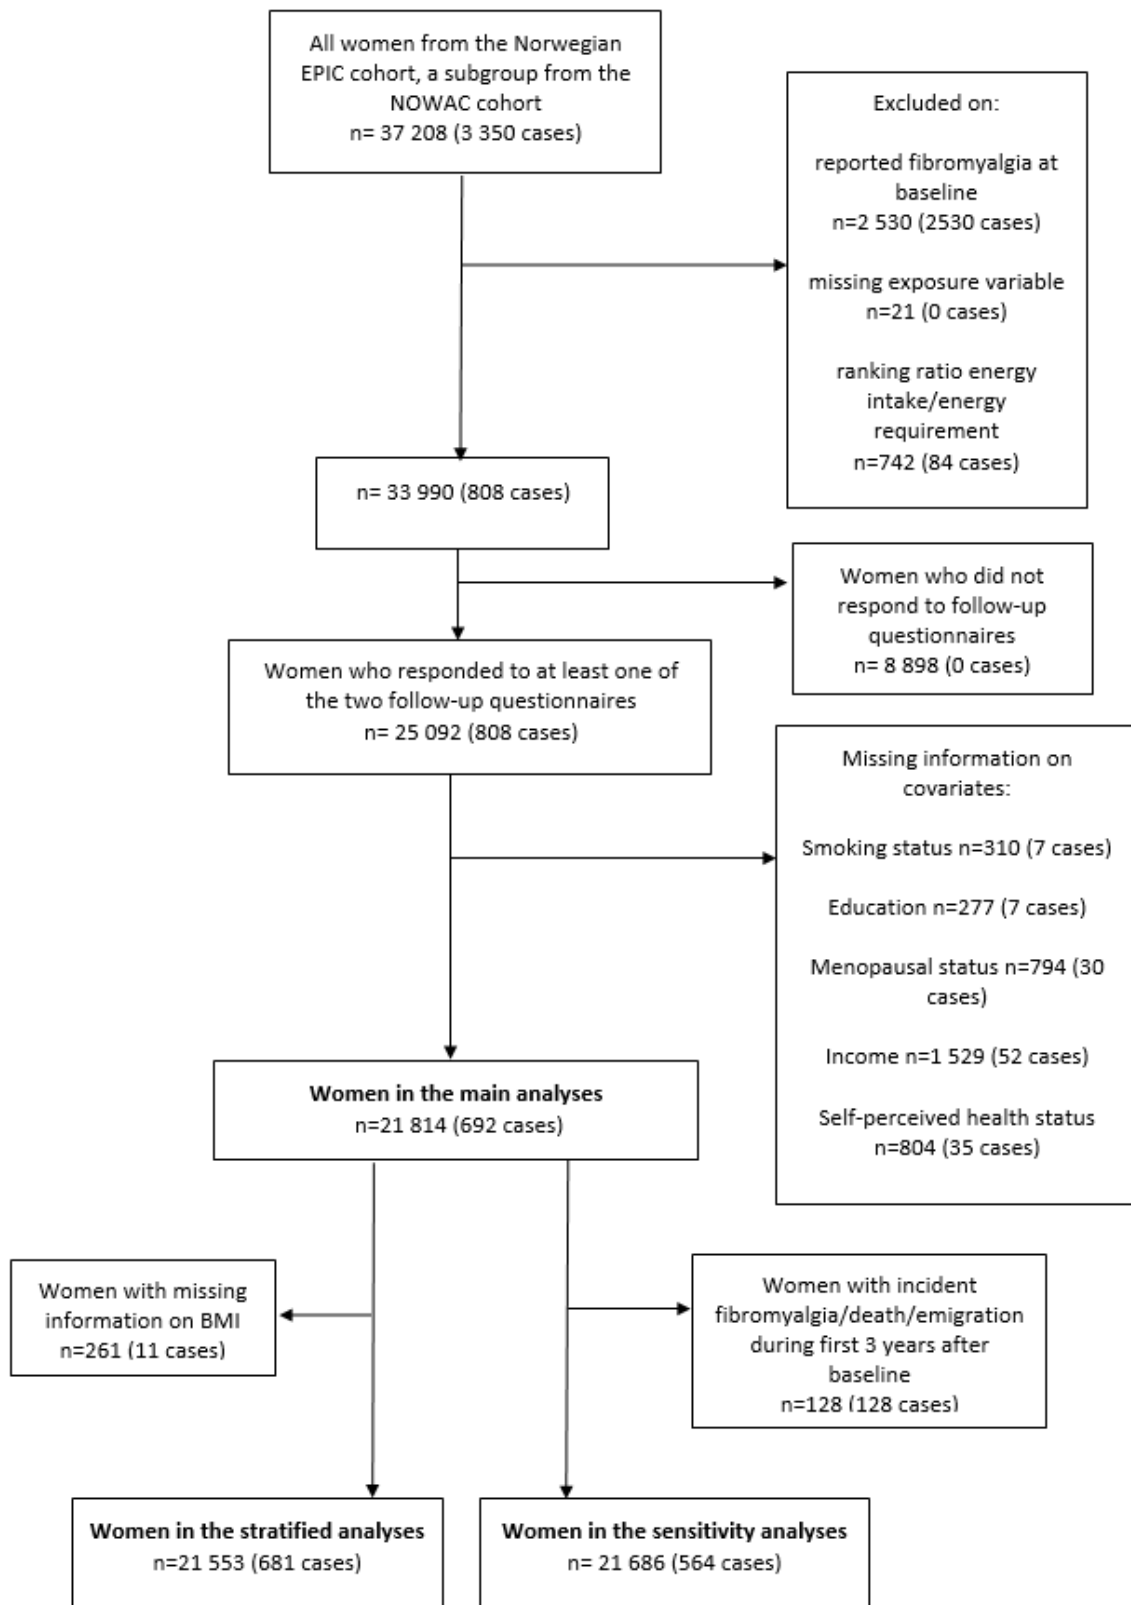 All women from the Norwegian
EPIC cohort, a subgroup from the
NOWAC cohort
n= 37 208 (3 350 cases)
Excluded on:
reported fibromyalgia at
baseline
n=2 530 (2530 cases)
missing exposure variable
n=21 (0 cases)
ranking ratio energy
intake/energy
requirement
n=742 (84 cases)
n= 33 990 (808 cases)
Women who did not
respond to follow-up
questionnaires
n= 8 898 (0 cases)
Women who responded to at least one of
the two follow-up questionnaires
n= 25 092 (808 cases)
Missing information on
covariates:
Smoking status n=310 (7 cases)
Education n=277 (7 cases)
Menopausal status n=794 (30
cases)
Income n=1 529 (52 cases)
Self-perceived health status
n=804 (35 cases)
Women in the main analyses
n=21 814 (692 cases)
Women with missing
information on BMI
n=261 (11 cases)
Women with incident
fibromyalgia/death/emigration
during first 3 years after
baseline
n=128 (128 cases)
Women in the stratified analyses
n=21 553 (681 cases)
Women in the sensitivity analyses
n= 21 686 (564 cases)